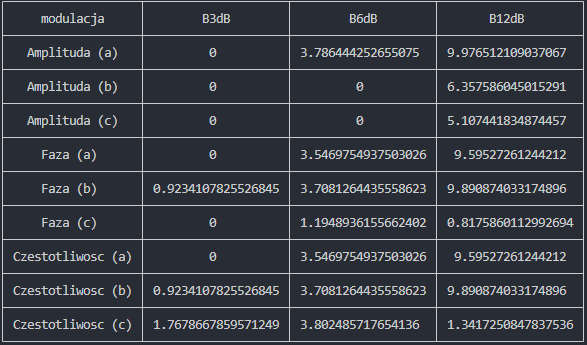 modulacja B3dB B6dB B12dB
Amplituda (a) 0 3.786444252655075 9.976512109037067
Amplituda (b) 0 0 6.357586045015291
Amplituda (c) 0 0 5.107441834874457
Faza (a) 0 3.5469754937503026 9.59527261244212
Faza (b) 0.9234107825526845 3.7081264435558623 9.890874033174896
Faza (c) 0 1.1948936155662402 0.8175860112992694
Czestotliwosc (a) 0 3.5469754937503026 9.59527261244212
Czestotliwosc (b) 0.9234107825526845 3.7081264435558623 9.890874033174896
Czestotliwosc (c) 1.7678667859571249 3.802485717654136 1.3417250847837536